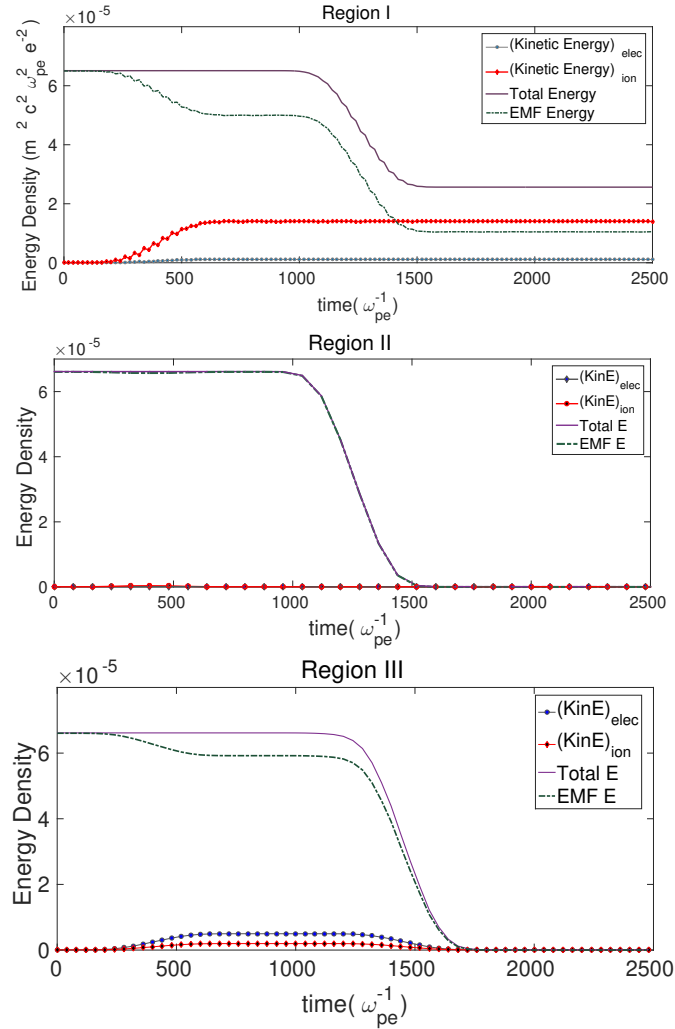 Region I
×10⁻⁵
Energy Density (m² c² ω²pe e⁻²)
6
4
2
0
0 500 1000 1500 2000 2500
time( ω⁻¹pe)
(Kinetic Energy) elec
(Kinetic Energy) ion
Total Energy
EMF Energy
Region II
×10⁻⁵
Energy Density
6
4
2
0
0 500 1000 1500 2000 2500
time( ω⁻¹pe)
(KinE)elec
(KinE)ion
Total E
EMF E
Region III
×10⁻⁵
Energy Density
6
4
2
0
0 500 1000 1500 2000 2500
time( ω⁻¹pe)
(KinE)elec
(KinE)ion
Total E
EMF E